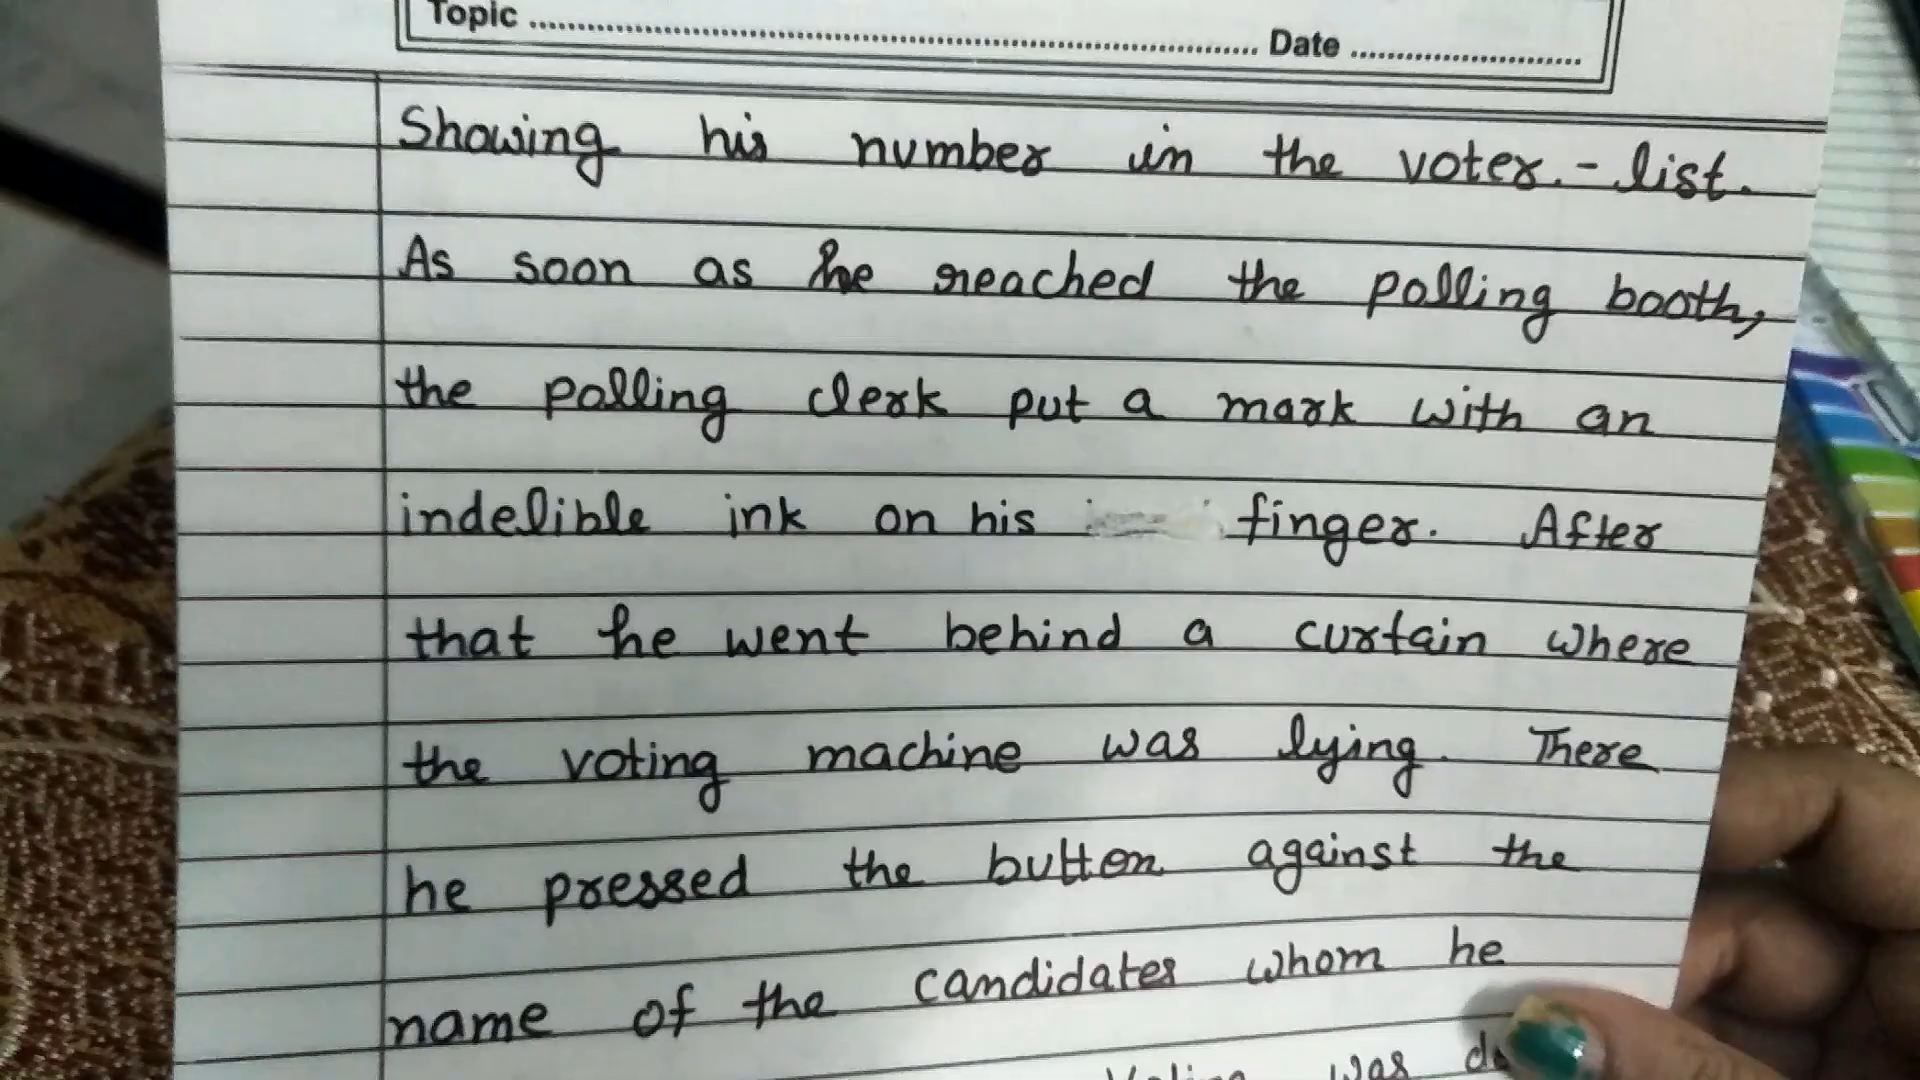 Topic ........ Date ........
Showing his number in the voter.-list.
As soon as he reached the polling booth,
the polling clerk put a mark with an
indelible ink on his finger. After
that he went behind a curtain where
the voting machine was lying. There
he pressed the button against the
name of the candidates whom he
was